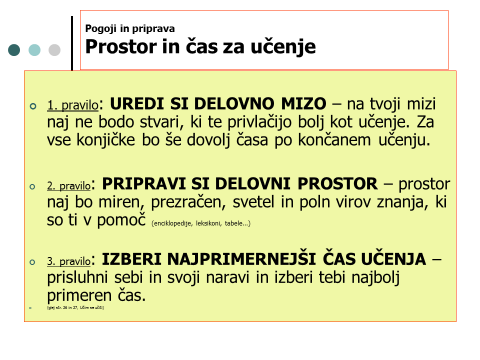 Pogoji in priprava
Prostor in čas za učenje
1. pravilo: UREDI SI DELOVNO MIZO – na tvoji mizi
naj ne bodo stvari, ki te privlačijo bolj kot učenje. Za
vse konjičke bo še dovolj časa po končanem učenju.
2. pravilo: PRIPRAVI SI DELOVNI PROSTOR – prostor
naj bo miren, prezračen, svetel in poln virov znanja, ki
so ti v pomoč (enciklopedije, leksikoni, tabele…)
3. pravilo: IZBERI NAJPRIMERNEJŠI ČAS UČENJA –
prisluhni sebi in svoji naravi in izberi tebi najbolj
primeren čas.
(glej str. 26 in 27,